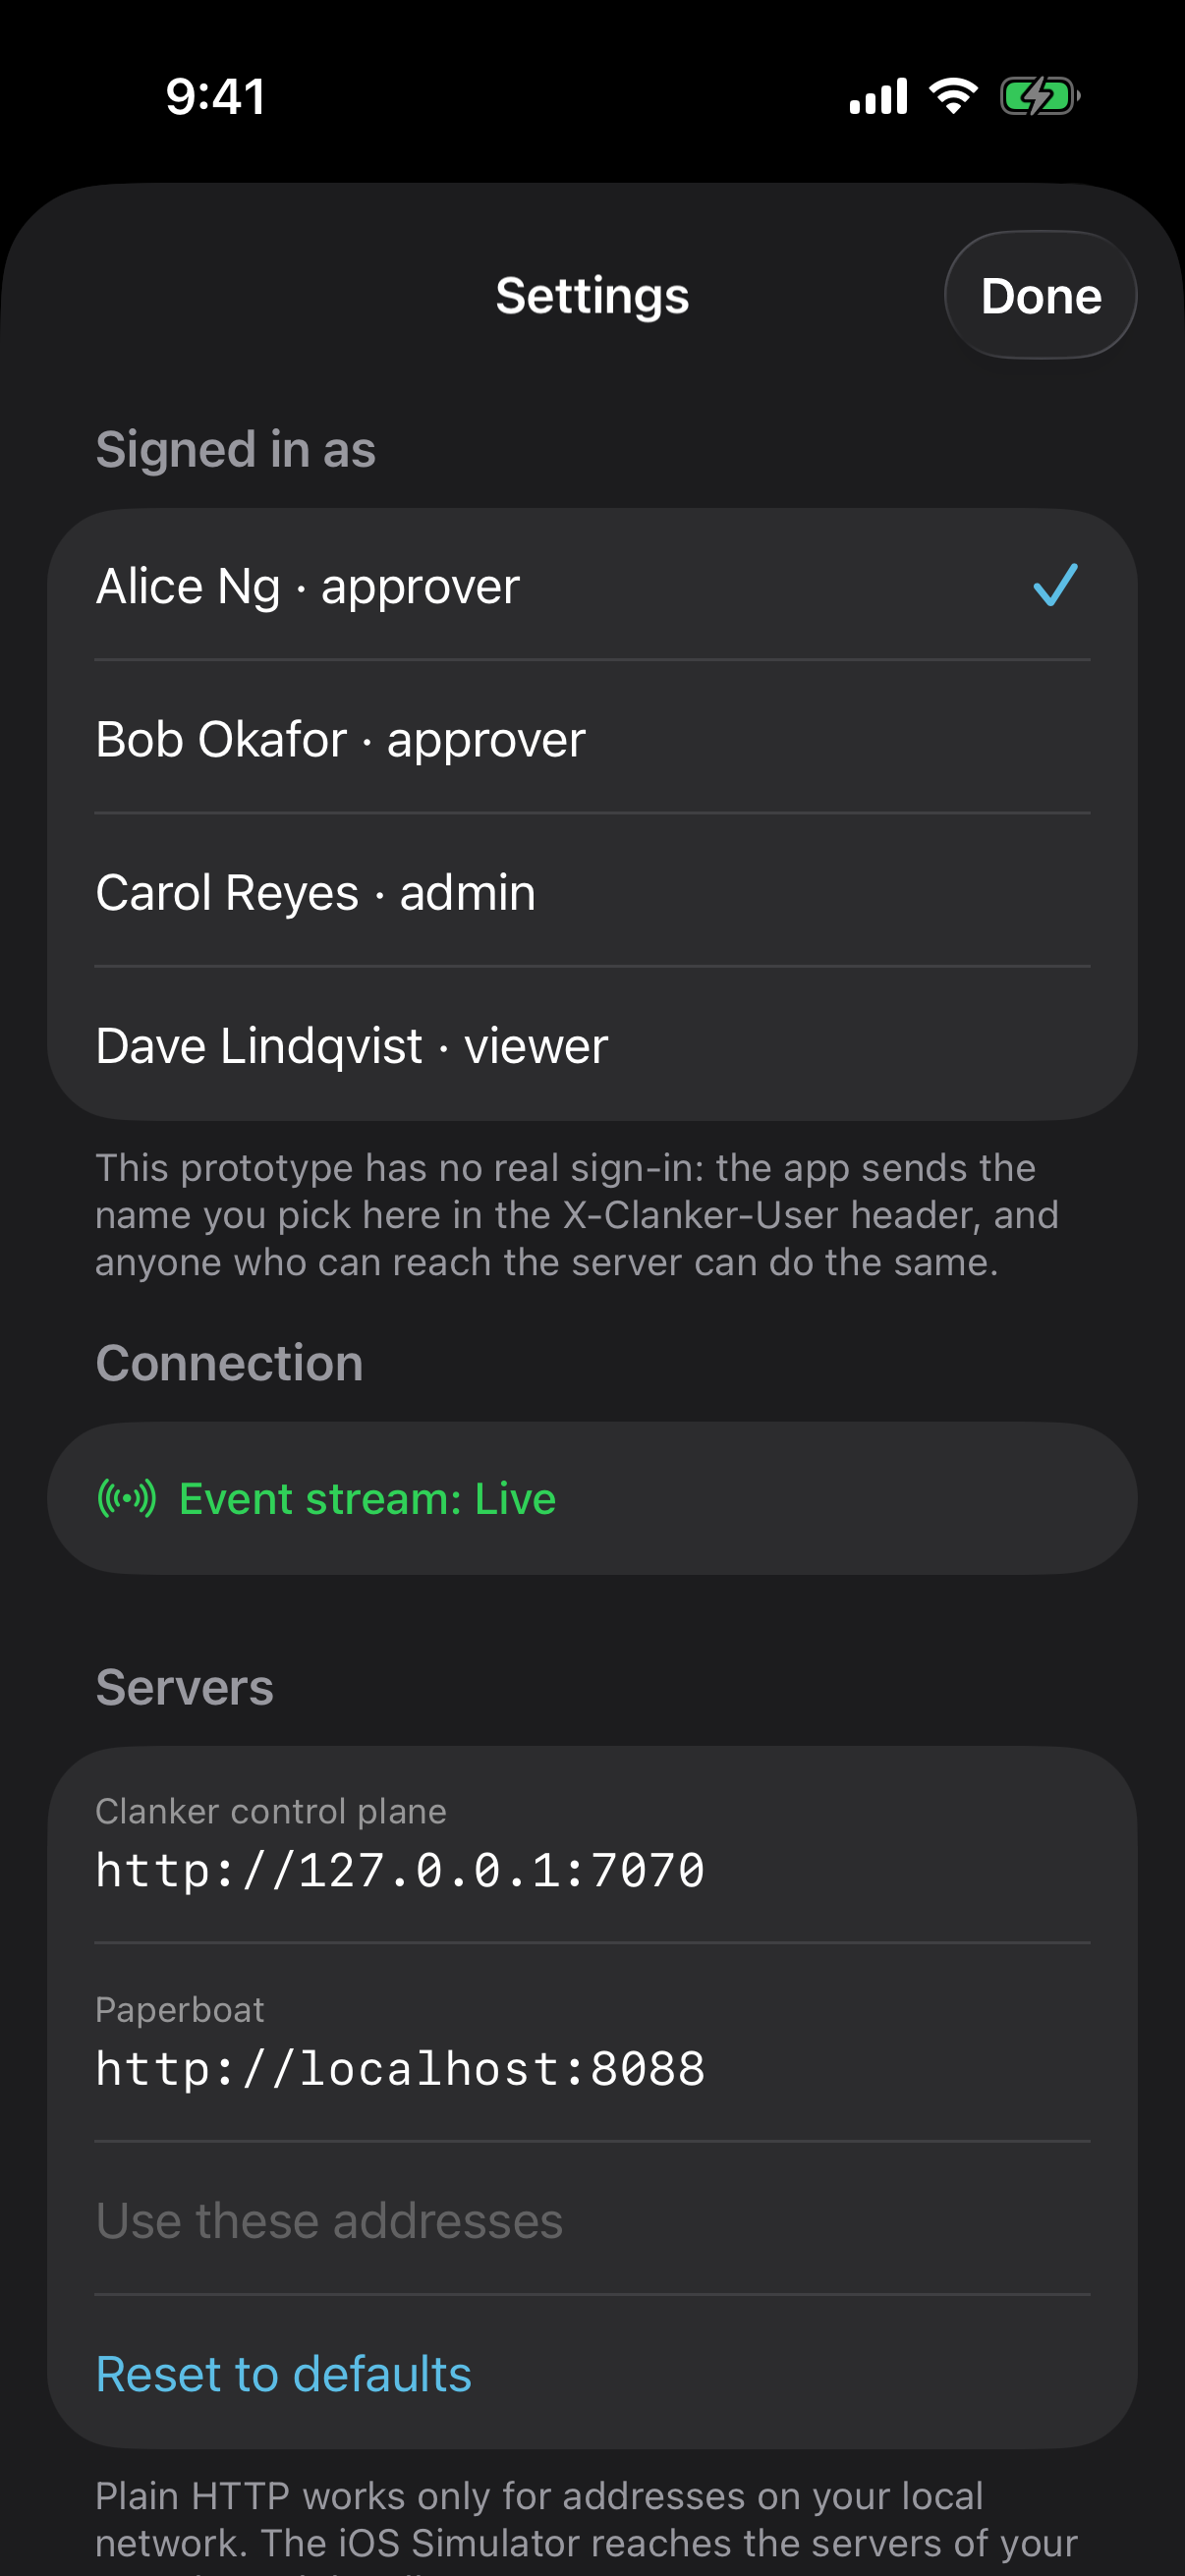 9:41
Settings
Done
Signed in as
Alice Ng · approver
Bob Okafor · approver
Carol Reyes · admin
Dave Lindqvist · viewer
This prototype has no real sign-in: the app sends the
name you pick here in the X-Clanker-User header, and
anyone who can reach the server can do the same.
Connection
Event stream: Live
Servers
Clanker control plane
http://127.0.0.1:7070
Paperboat
http://localhost:8088
Use these addresses
Reset to defaults
Plain HTTP works only for addresses on your local
network. The iOS Simulator reaches the servers of your